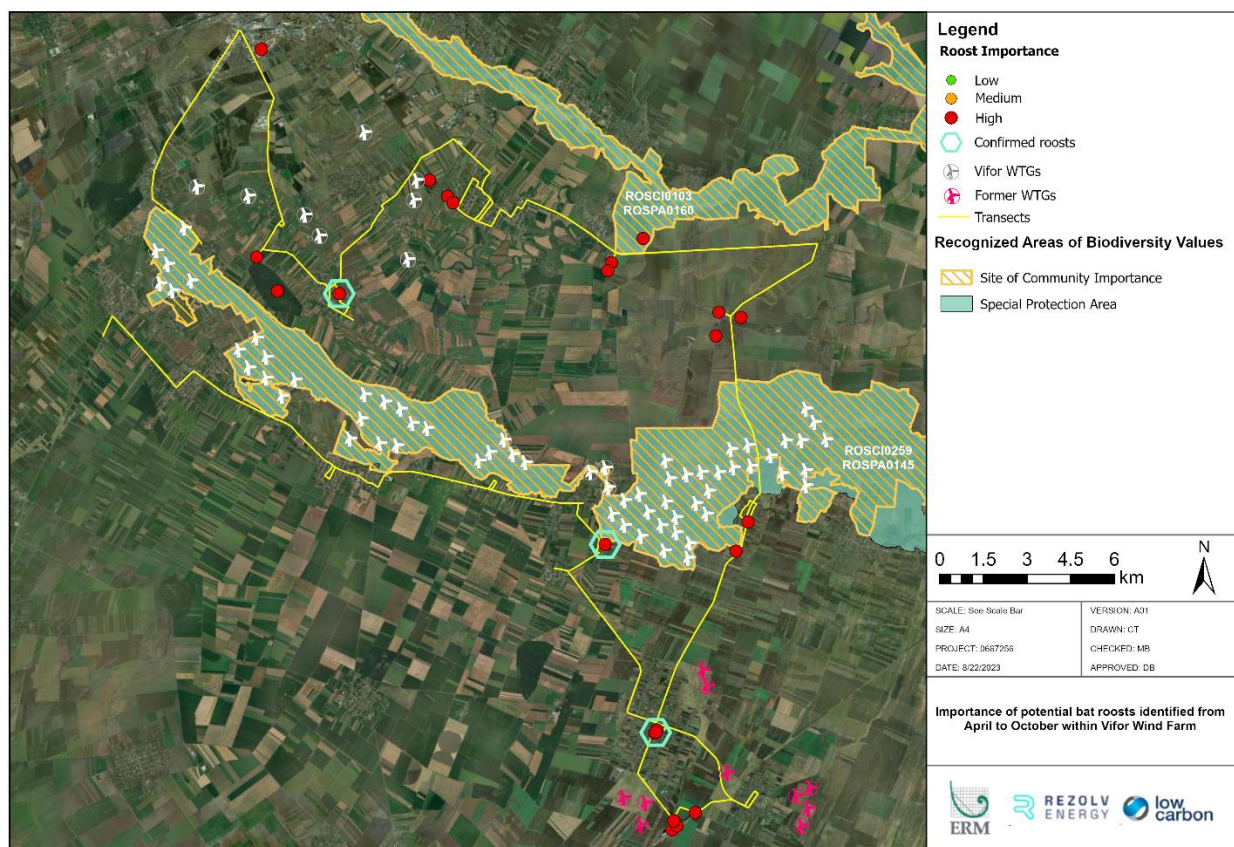 ROSCI0103
ROSPA0160
ROSCI0259
ROSPA0145
Legend
Roost Importance
Low
Medium
High
Confirmed roosts
Vifor WTGs
Former WTGs
Transects
Recognized Areas of Biodiversity Values
Site of Community Importance
Special Protection Area
0 1.5 3 4.5 6
km
N
SCALE: See Scale Bar
VERSION: A01
SIZE: A4
DRAWN: CT
PROJECT: 0667256
CHECKED: MB
DATE: 8/22/2023
APPROVED: DB
Importance of potential bat roosts identified from
April to October within Vifor Wind Farm
ERM
REZOLV
ENERGY
low
carbon